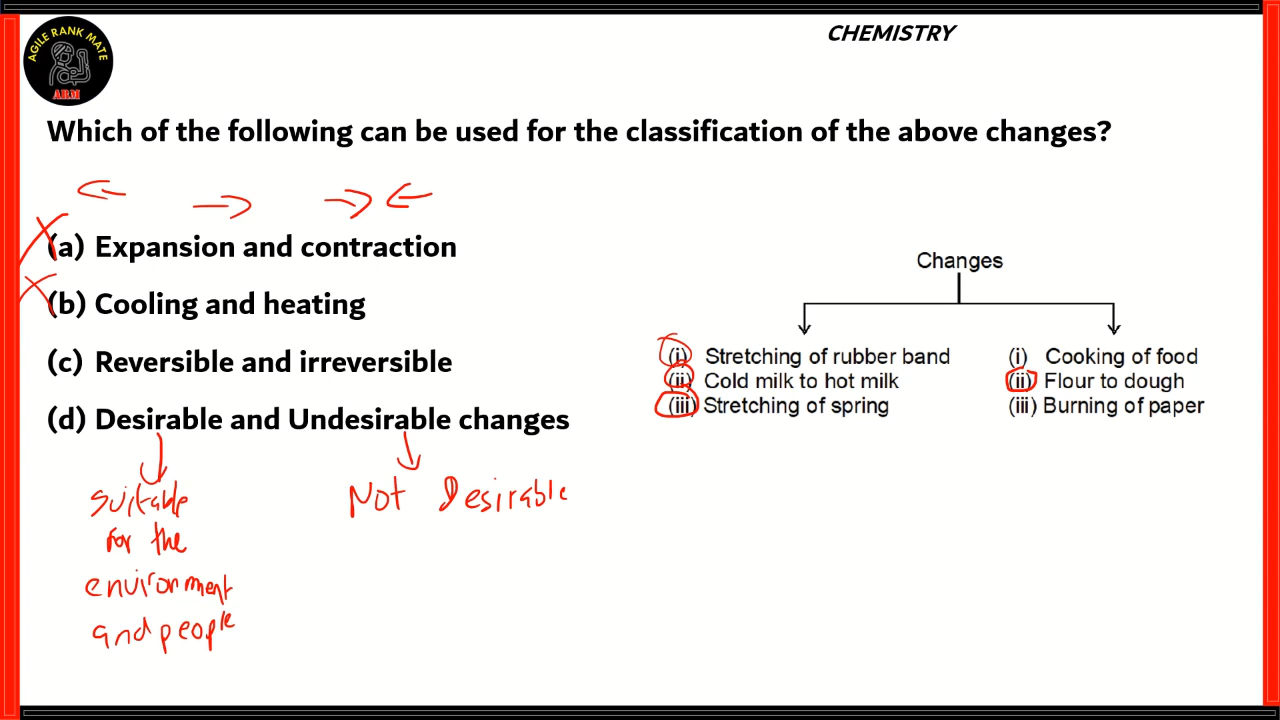 AGILE RANK MATE
ARM
CHEMISTRY
Which of the following can be used for the classification of the above changes?
(a) Expansion and contraction
(b) Cooling and heating
(c) Reversible and irreversible
(d) Desirable and Undesirable changes
suitable
for the
environment
and people
Not Desirable
Changes
(i) Stretching of rubber band
(ii) Cold milk to hot milk
(iii) Stretching of spring
(i) Cooking of food
(ii) Flour to dough
(iii) Burning of paper